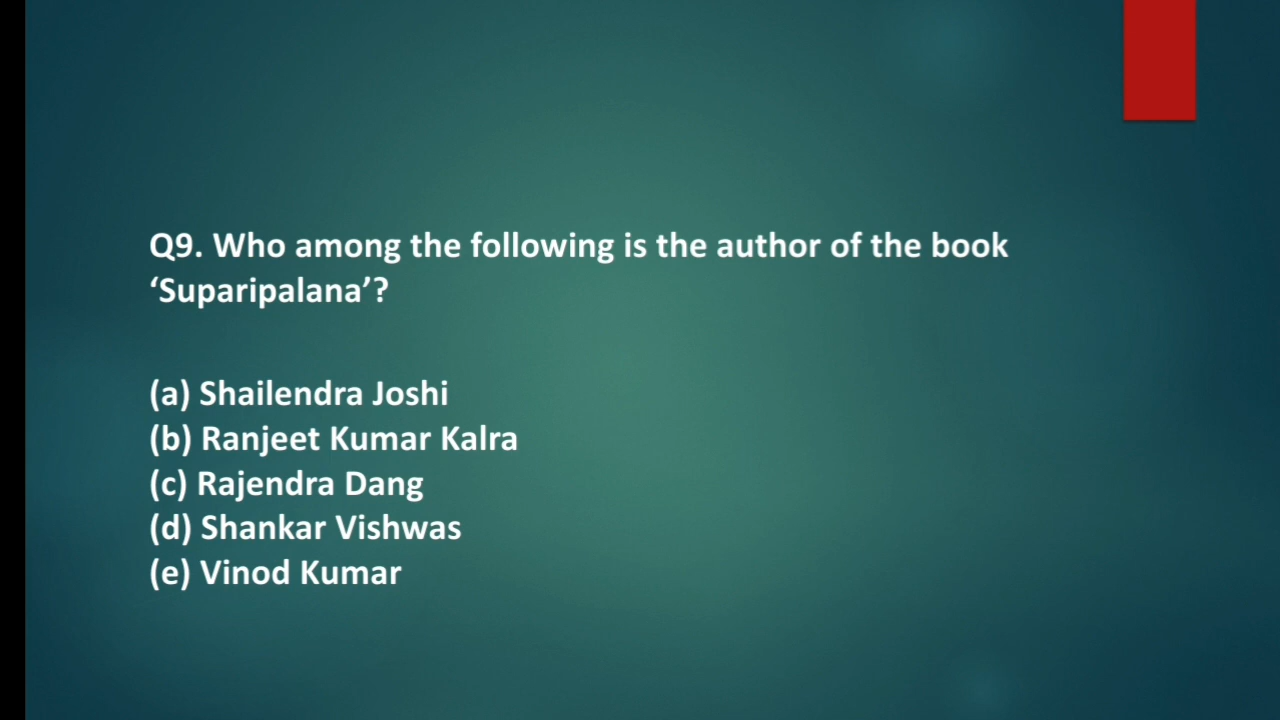 Q9. Who among the following is the author of the book
‘Suparipalana’?
(a) Shailendra Joshi
(b) Ranjeet Kumar Kalra
(c) Rajendra Dang
(d) Shankar Vishwas
(e) Vinod Kumar